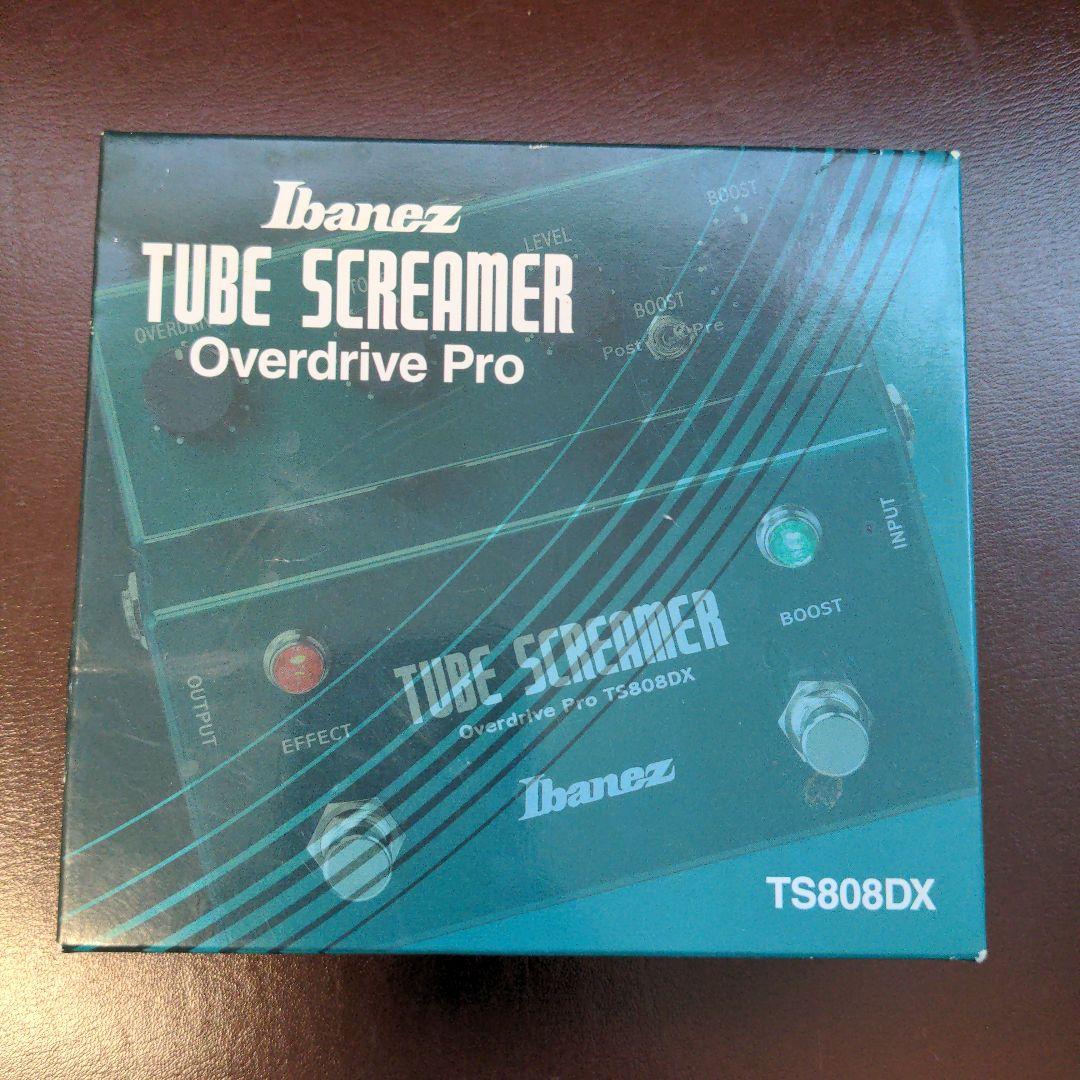 Ibanez
TUBE SCREAMER
Overdrive Pro
BOOST
LEVEL
BOOST
Post Pre
INPUT
BOOST
TUBE SCREAMER
Overdrive Pro TS808DX
OUTPUT
EFFECT
Ibanez
TS808DX